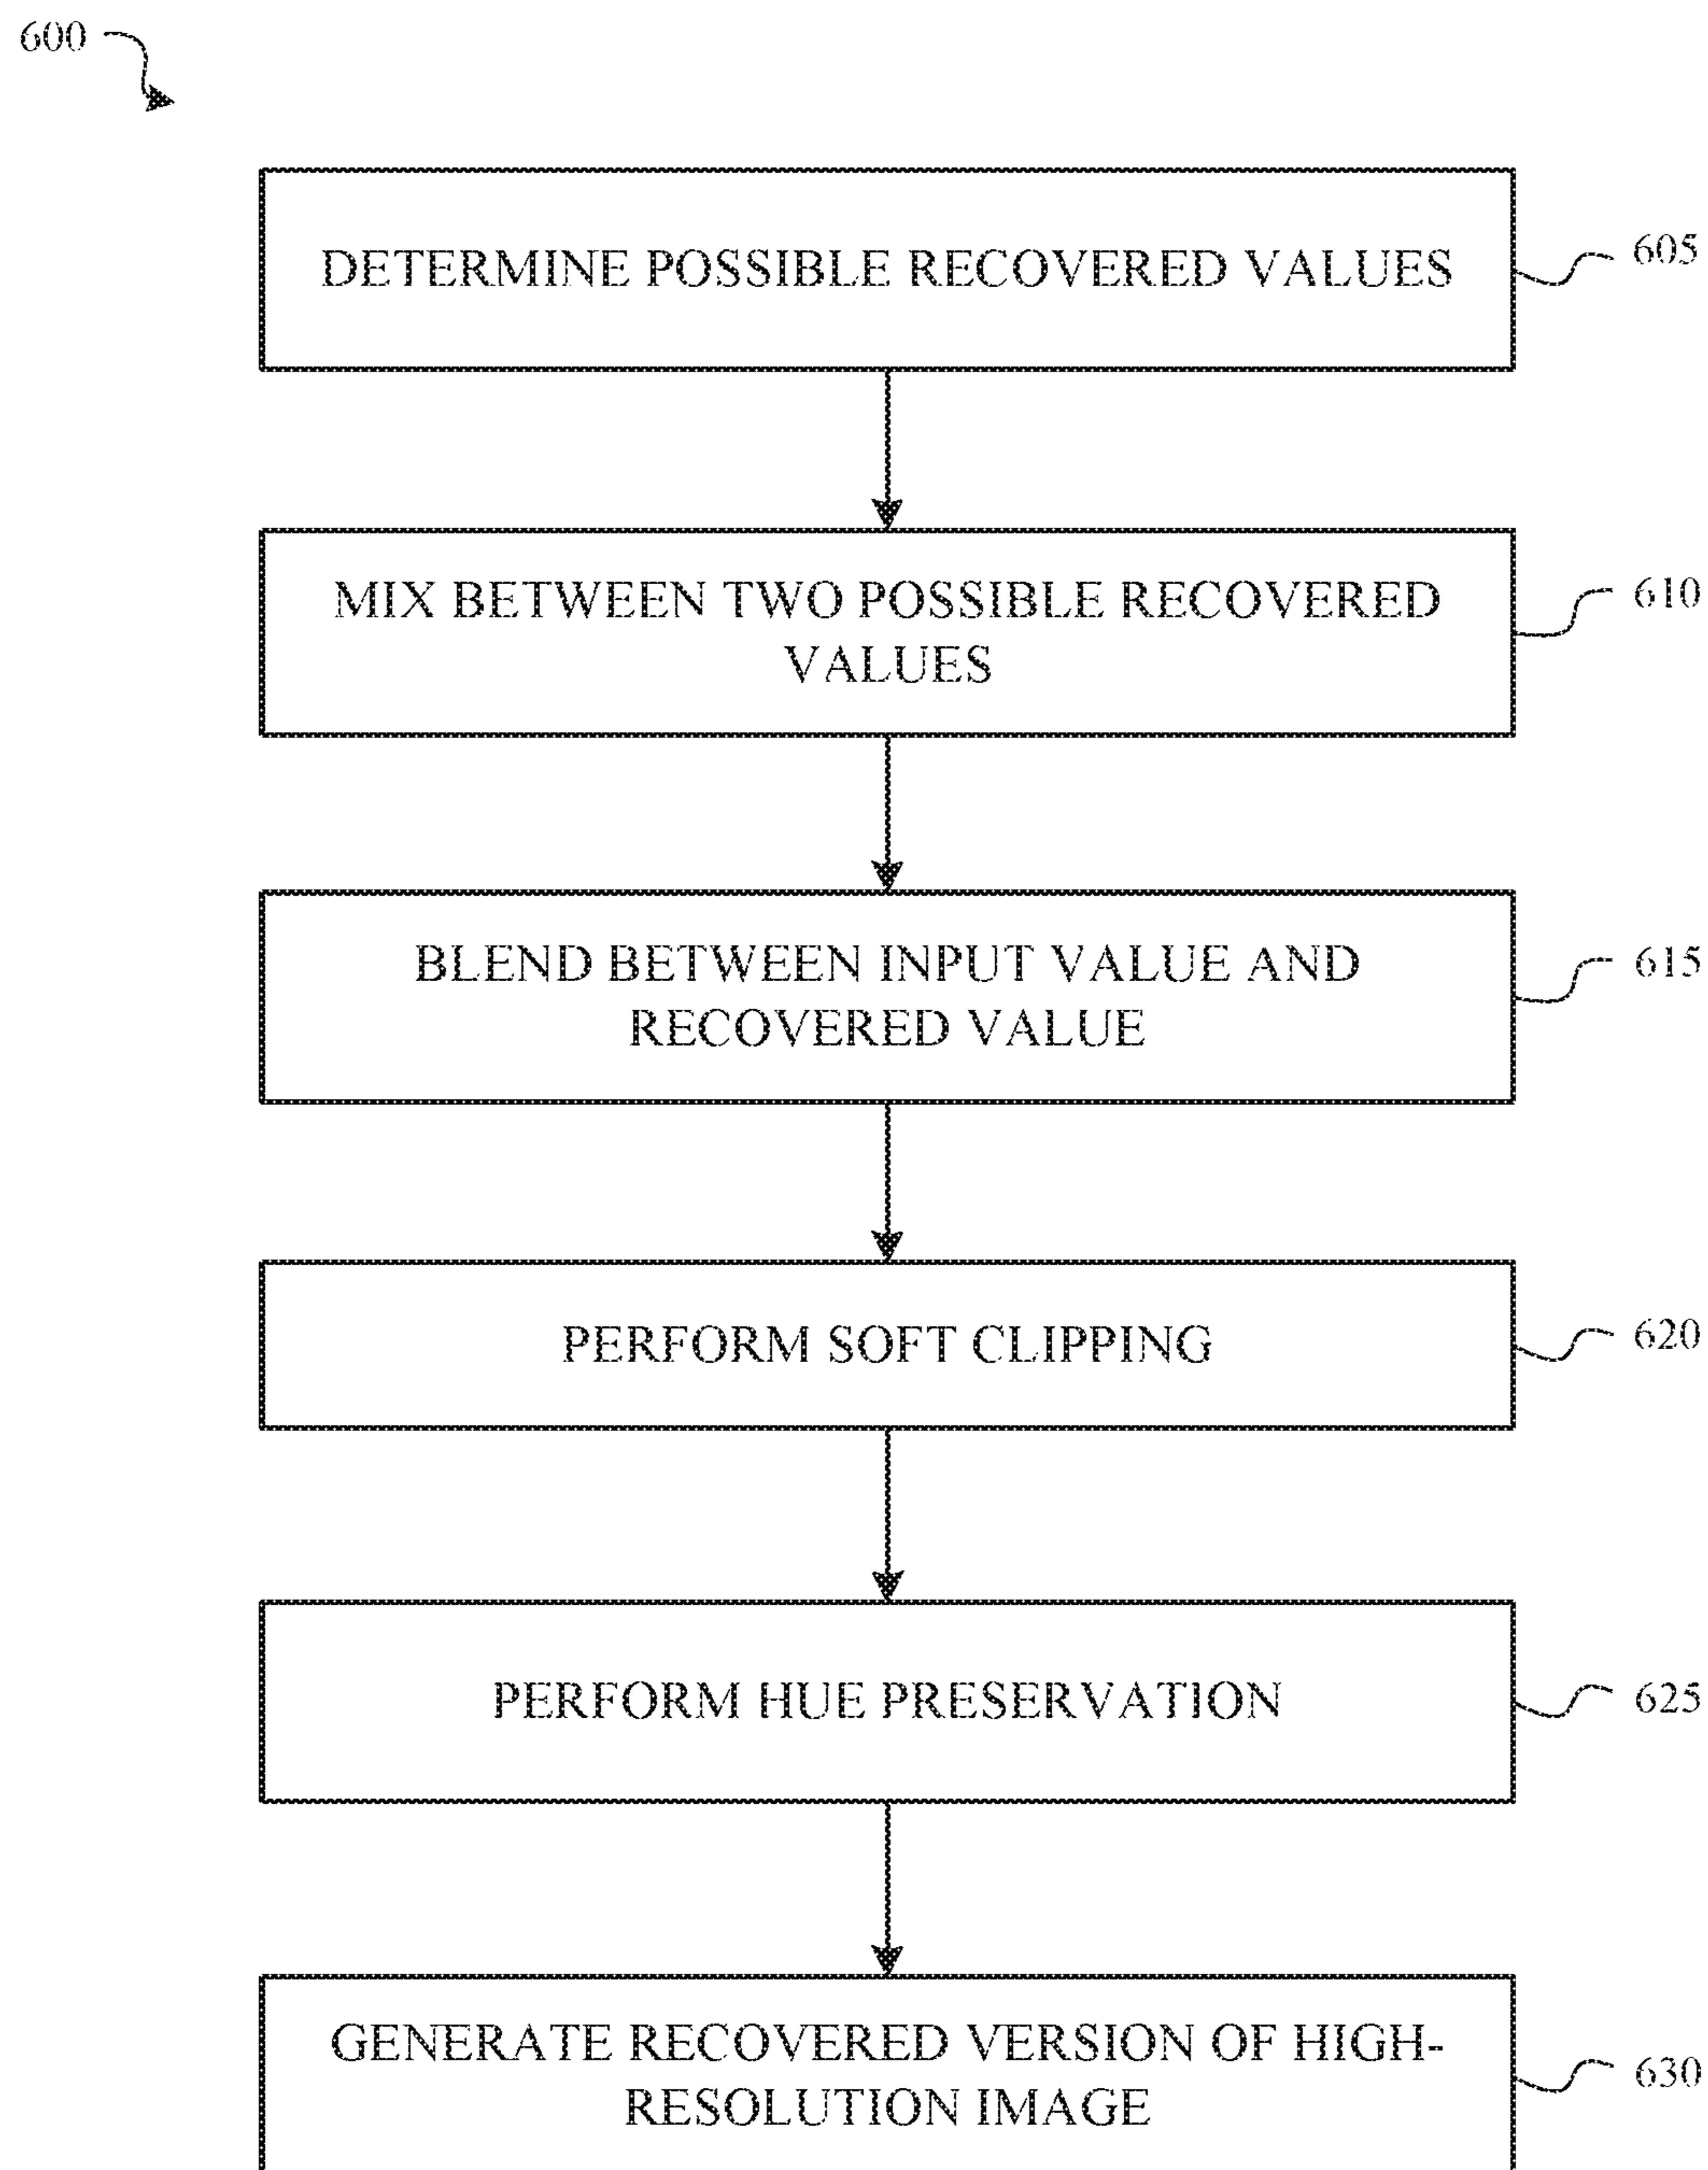 600
DETERMINE POSSIBLE RECOVERED VALUES
605
MIX BETWEEN TWO POSSIBLE RECOVERED
VALUES
610
BLEND BETWEEN INPUT VALUE AND
RECOVERED VALUE
615
PERFORM SOFT CLIPPING
620
PERFORM HUE PRESERVATION
625
GENERATE RECOVERED VERSION OF HIGH-
RESOLUTION IMAGE
630